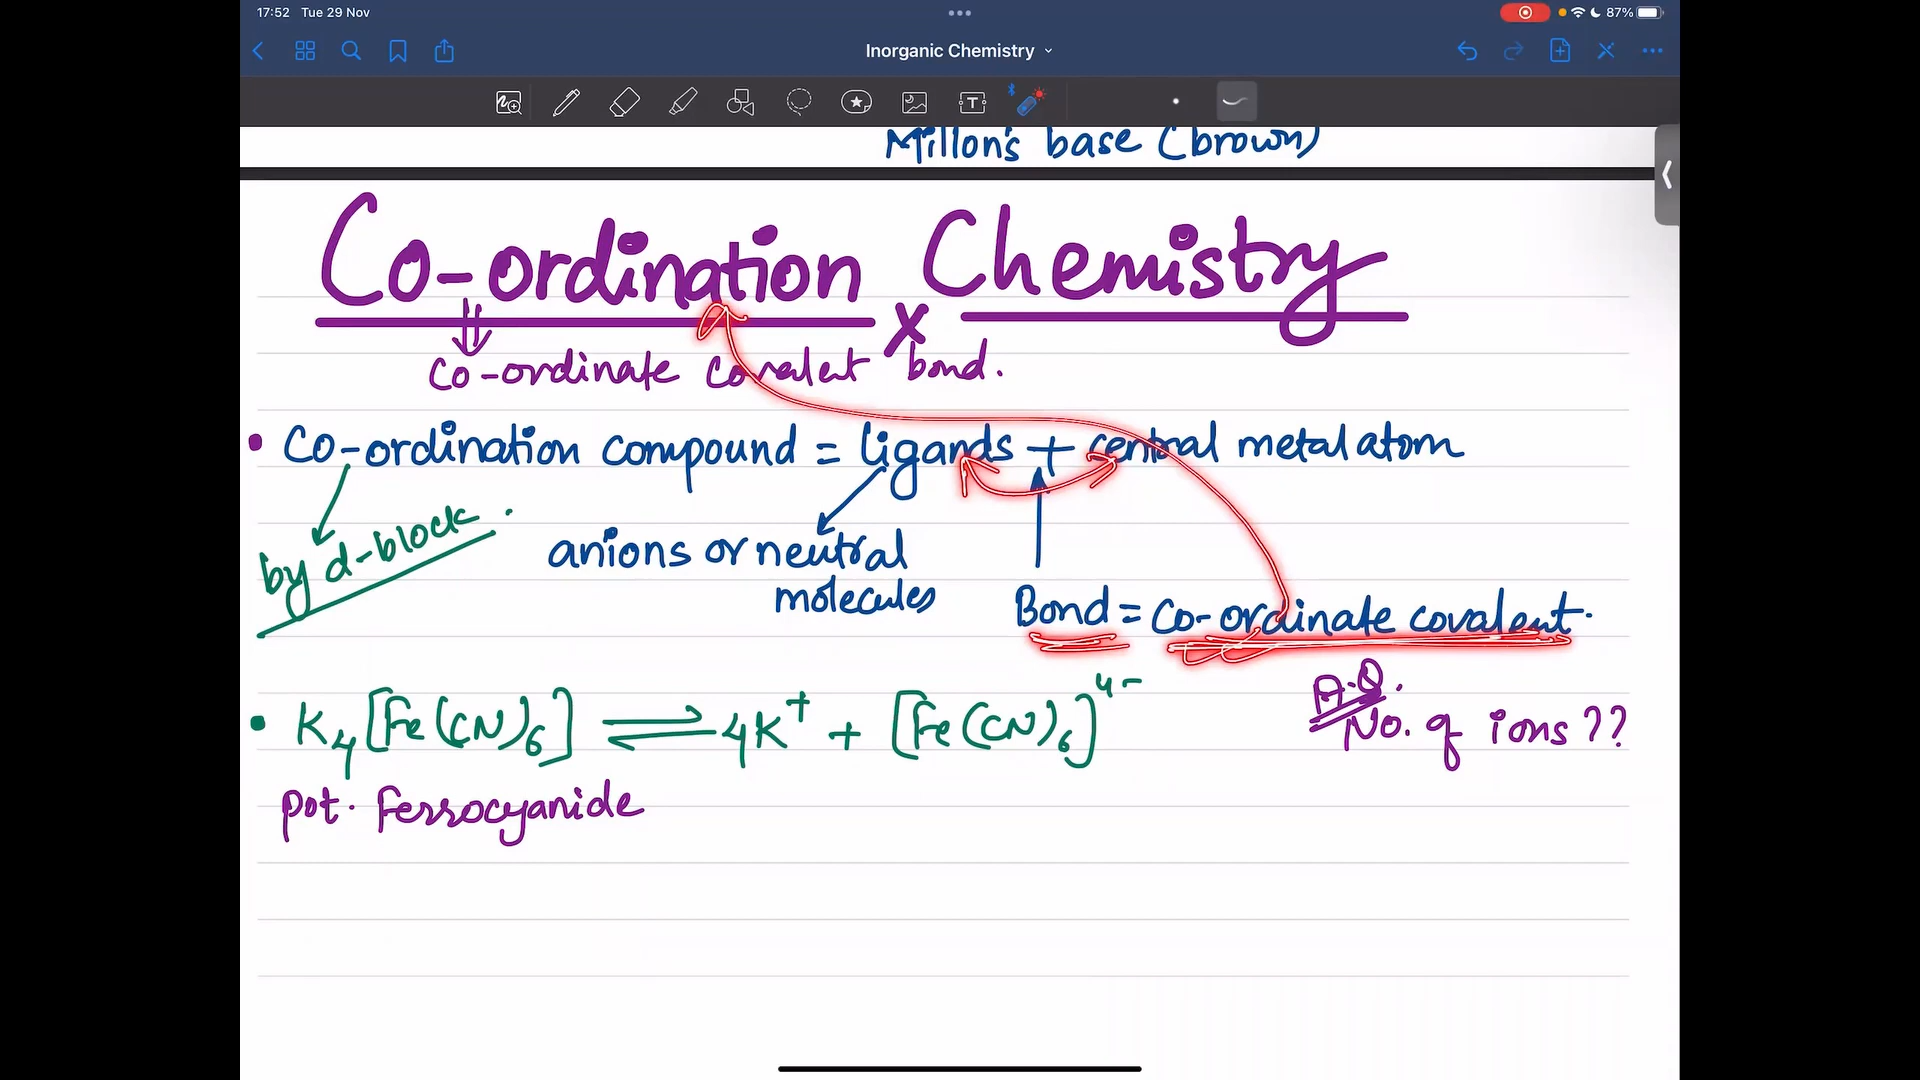 17:52 Tue 29 Nov
87%
Inorganic Chemistry
Millon's base (brown)
Co-ordination Chemistry
Co-ordinate covalent bond.
• Co-ordination compound = ligands + central metal atom
by d-block.
anions or neutral
molecules
Bond = Co-ordinate covalent.
A.Q.
No. of ions ??
• K₄[Fe(CN)₆] ⇌ 4K⁺ + [Fe(CN)₆]⁴⁻
Pot. Ferrocyanide